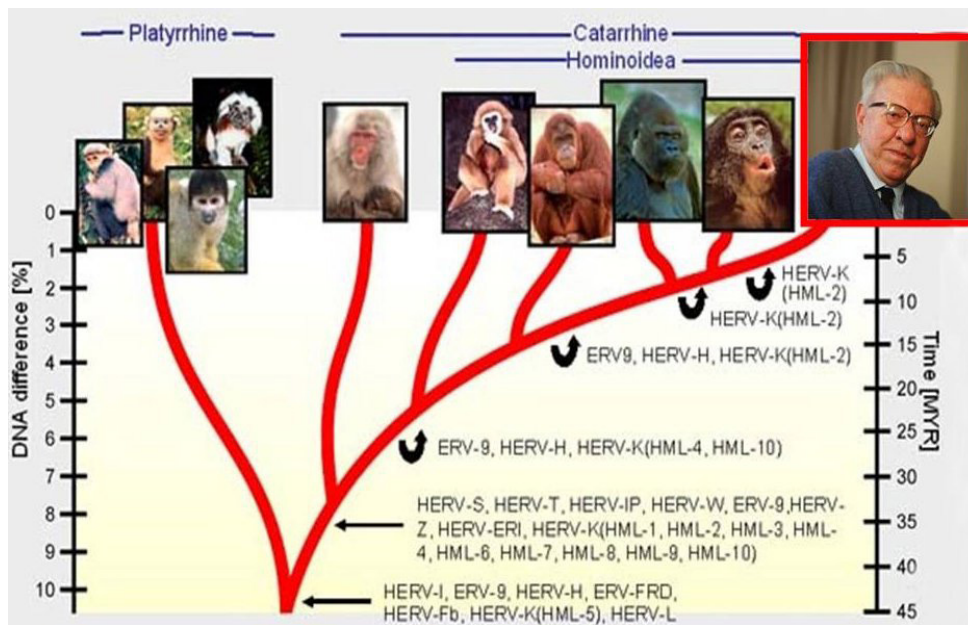 Platyrrhine
Catarrhine
Hominoidea
DNA difference [%]
0
1
2
3
4
5
6
7
8
9
10
Time [MYR]
5
10
15
20
25
30
35
40
45
HERV-K
(HML-2)
HERV-K(HML-2)
ERV9, HERV-H, HERV-K(HML-2)
ERV-9, HERV-H, HERV-K(HML-4, HML-10)
HERV-S, HERV-T, HERV-IP, HERV-W, ERV-9,HERV-
Z, HERV-ERI, HERV-K(HML-1, HML-2, HML-3, HML-
4, HML-6, HML-7, HML-8, HML-9, HML-10)
HERV-I, ERV-9, HERV-H, ERV-FRD,
HERV-Fb, HERV-K(HML-5), HERV-L